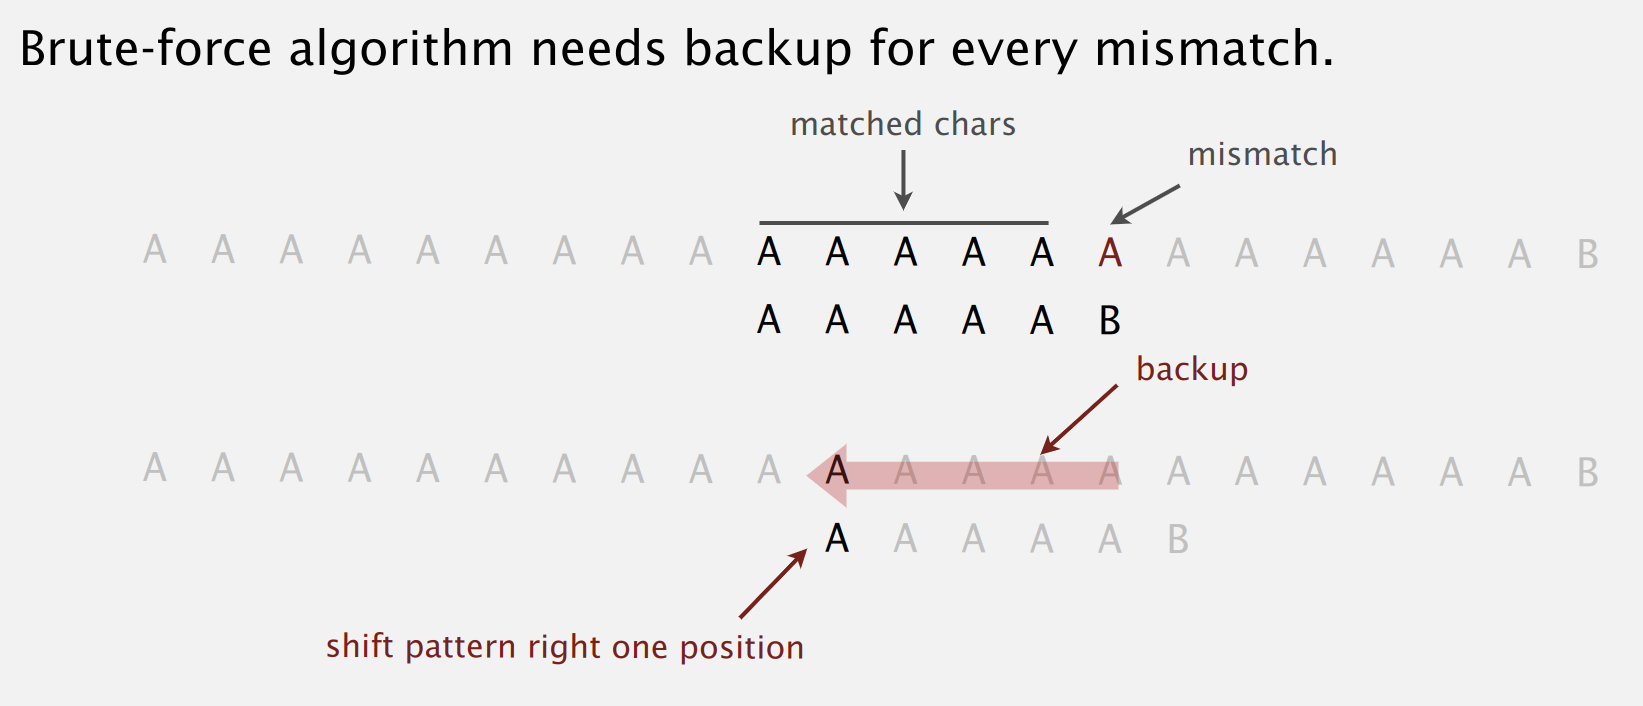 Brute-force algorithm needs backup for every mismatch.
matched chars
mismatch
A A A A A A A A A A A A A A A A A A A A A B
A A A A A B
backup
A A A A A A A A A A A A A A A A A A A A A B
A A A A A B
shift pattern right one position